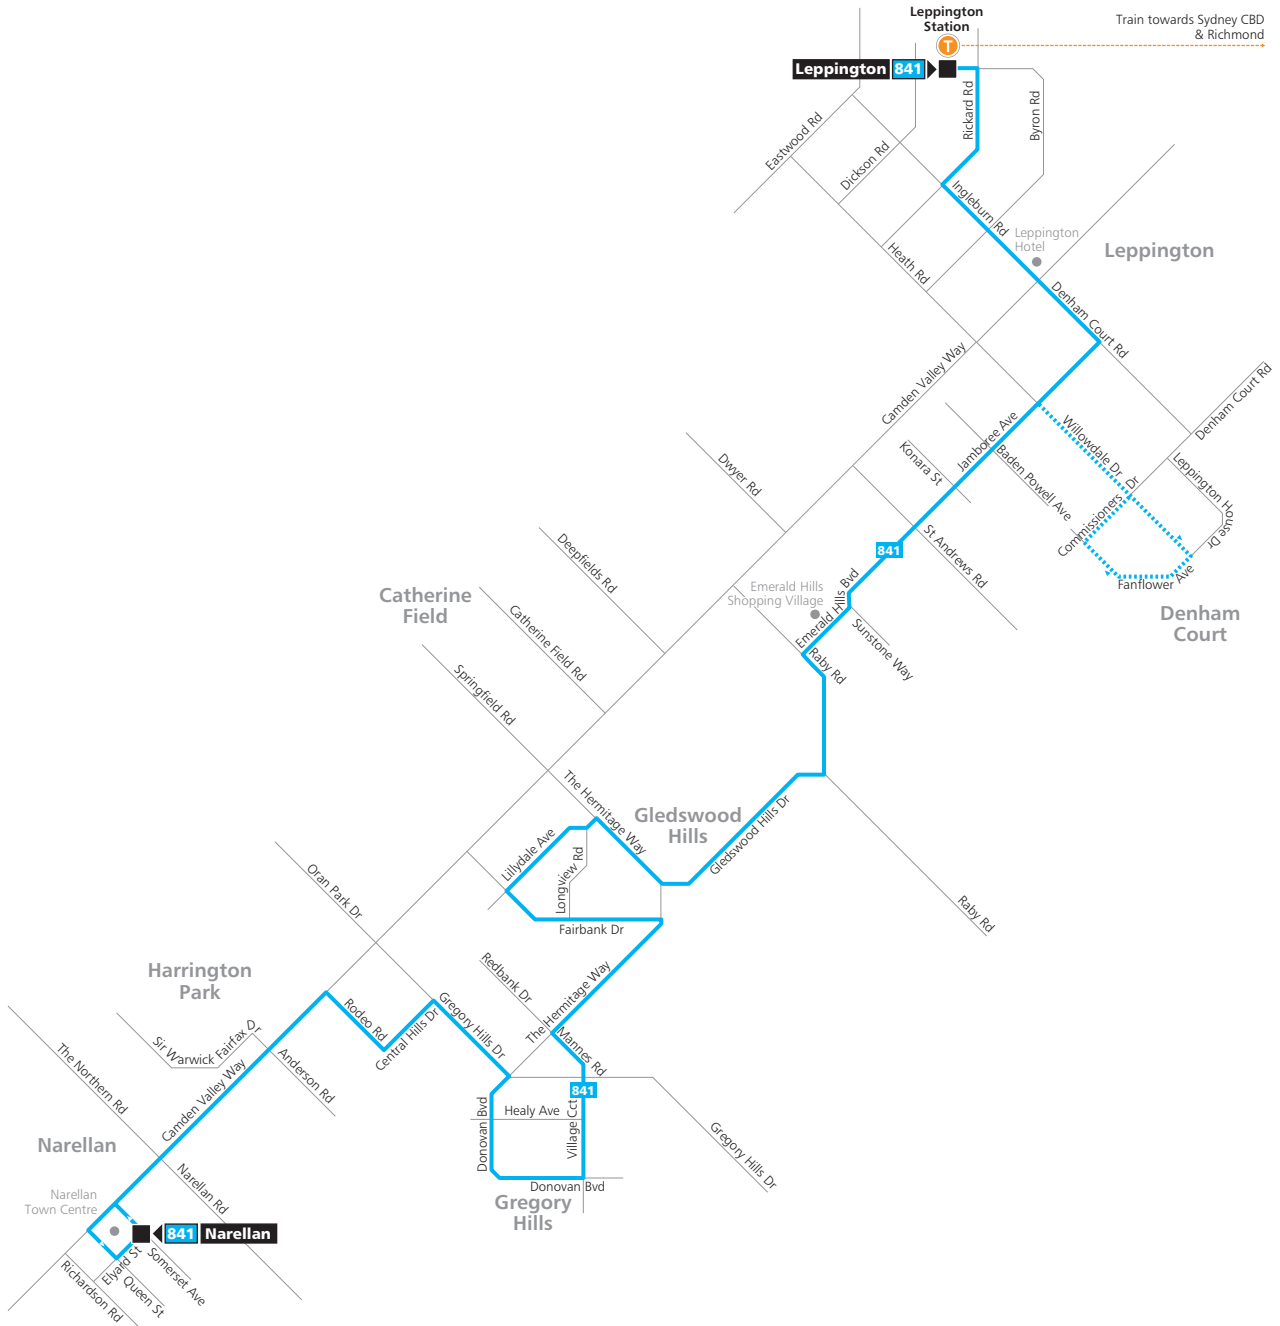 Leppington
Station
T
Train towards Sydney CBD
& Richmond
Leppington
841
Rickard Rd
Byron Rd
Eastwood Rd
Dickson Rd
Ingleburn Rd
Leppington
Hotel
Leppington
Heath Rd
Denham Court Rd
Camden Valley Way
Denham Court Rd
Jamboree Ave
Willowdale Dr
Konara St
Baden Powell Ave
Leppington House Dr
Commissioners Dr
Dwyer Rd
841
St Andrews Rd
Deepfields Rd
Fanflower Ave
Emerald Hills
Shopping Village
Emerald Hills Bvd
Catherine
Field
Catherine Field Rd
Denham
Court
Sunstone Way
Raby Rd
Springfield Rd
The Hermitage Way
Gledswood
Hills
Gledswood Hills Dr
Lillydale Ave
Longview Rd
Oran Park Dr
Raby Rd
Fairbank Dr
Harrington
Park
Redbank Dr
The Hermitage Way
Rodeo Rd
Central Hills Dr
Gregory Hills Dr
Mannes Rd
Sir Warwick Fairfax Dr
The Northern Rd
Anderson Rd
Camden Valley Way
841
Donovan Bvd
Healy Ave
Village Cct
Gregory Hills Dr
Narellan
Narellan Rd
Donovan Bvd
Gregory
Hills
Narellan
Town Centre
841
Narellan
Elyard St
Somerset Ave
Queen St
Richardson Rd